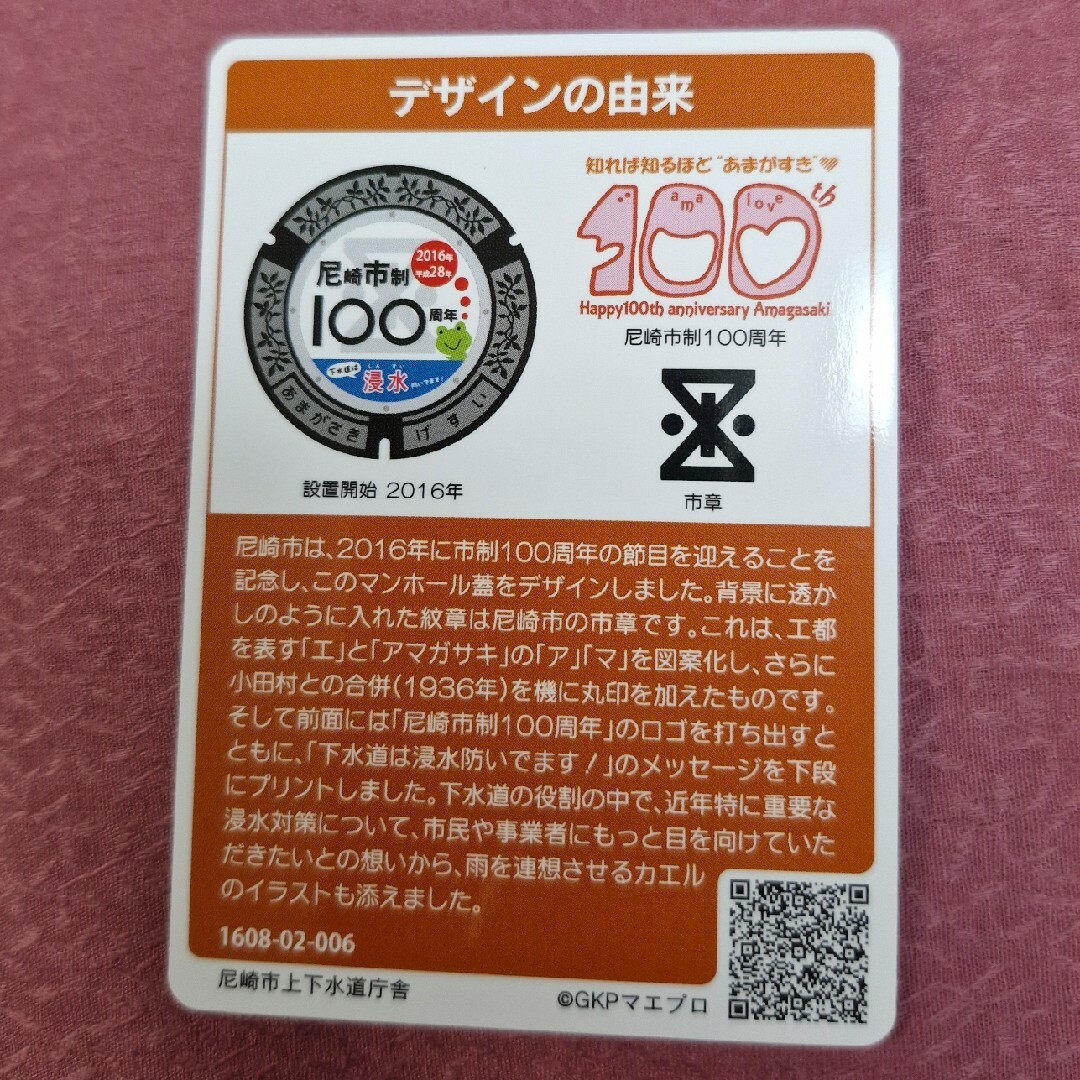 デザインの由来
知れば知るほど“あまがすき”
100th
ama
love
Happy100th anniversary Amagasaki
尼崎市制100周年
2016年
平成28年
尼崎市制
100周年
下水道は
しんすい
浸水
あまがさき
げすい
設置開始 2016年
市章
尼崎市は、2016年に市制100周年の節目を迎えることを
記念し、このマンホール蓋をデザインしました。背景に透か
しのように入れた紋章は尼崎市の市章です。これは、工都
を表す「工」と「アマガサキ」の「ア」「マ」を図案化し、さらに
小田村との合併(1936年)を機に丸印を加えたものです。
そして前面には「尼崎市制100周年」のロゴを打ち出すと
ともに、「下水道は浸水防いでます!」のメッセージを下段
にプリントしました。下水道の役割の中で、近年特に重要な
浸水対策について、市民や事業者にもっと目を向けていた
だきたいとの想いから、雨を連想させるカエル
のイラストも添えました。
1608-02-006
尼崎市上下水道庁舎
©GKPマエプロ